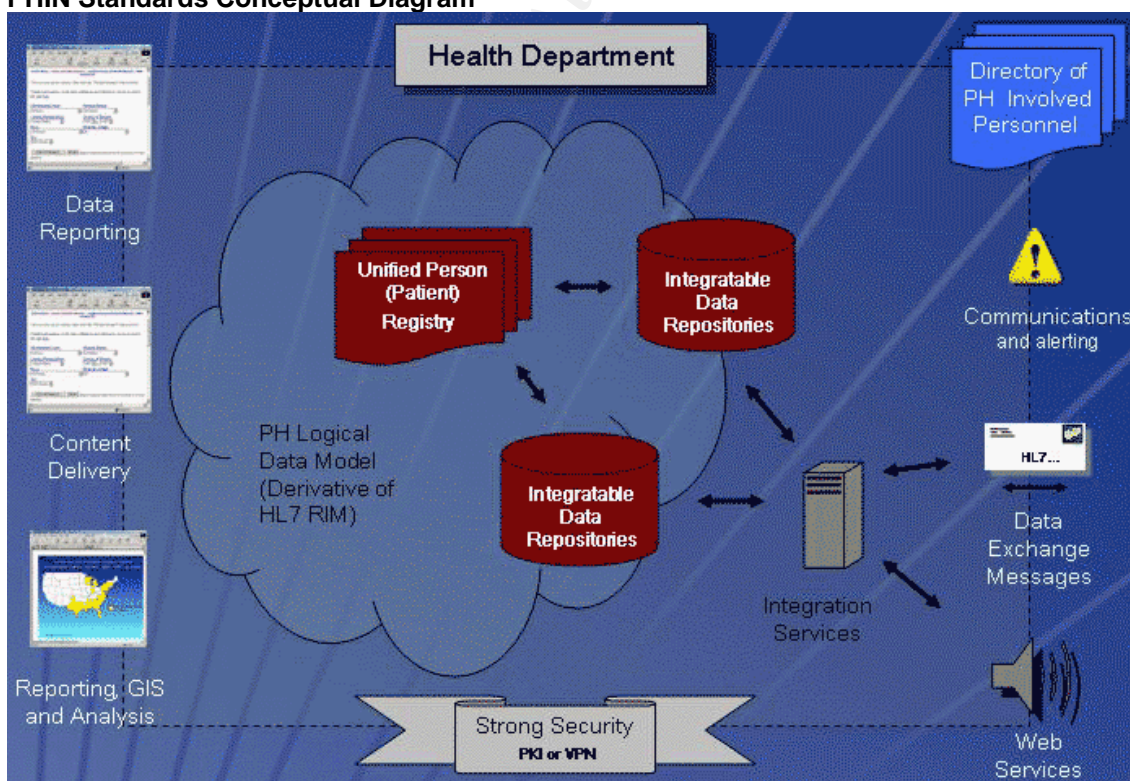 PHIN Standards Conceptual Diagram
Health Department
Directory of
PH Involved
Personnel
Data
Reporting
Unified Person
(Patient)
Registry
Integratable
Data
Repositories
Communications
and alerting
Content
Delivery
PH Logical
Data Model
(Derivative of
HL7 RIM)
Integratable
Data
Repositories
HL7...
Data
Exchange
Messages
Integration
Services
Reporting, GIS
and Analysis
Strong Security
PKI or VPN
Web
Services